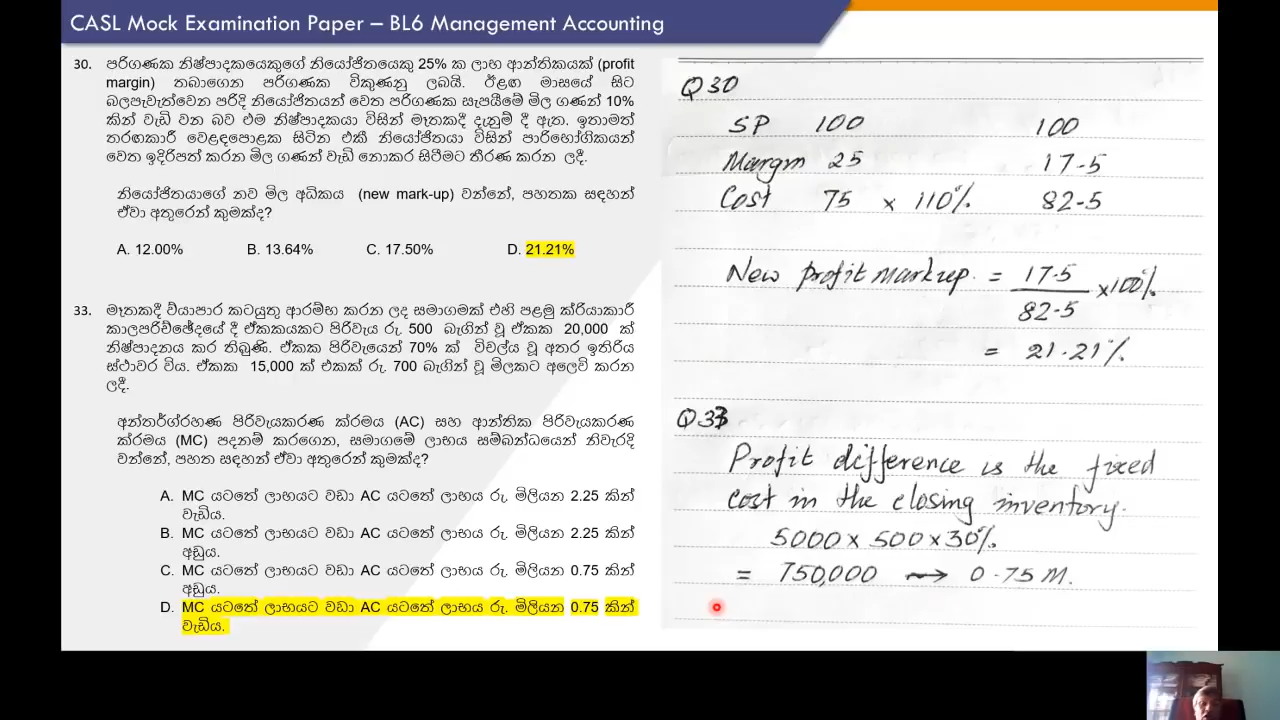 CASL Mock Examination Paper – BL6 Management Accounting
30. පරිගණක නිෂ්පාදකයෙකුගේ නියෝජිතයෙකු 25% ක ලාභ ආන්තිකයක් (profit
margin) තබාගෙන පරිගණක විකුණනු ලබයි. ඊළඟ මාසයේ සිට
බලපැවැත්වෙන පරිදි නියෝජිතයන් වෙත පරිගණක සැපයීමේ මිල ගණන් 10%
කින් වැඩි වන බව එම නිෂ්පාදකයා විසින් මෑතකදී දැනුම් දී ඇත. ඉතාමත්
තරඟකාරී වෙළඳපොළක සිටින එකී නියෝජිතයා විසින් පාරිභෝගිකයන්
වෙත ඉදිරිපත් කරන මිල ගණන් වැඩි නොකර සිටීමට තීරණ කරන ලදී.
නියෝජිතයාගේ නව මිල අධිකය (new mark-up) වන්නේ, පහතක සඳහන්
ඒවා අතුරෙන් කුමක්ද?
A. 12.00% B. 13.64% C. 17.50% D. 21.21%
33. මෑතකදී ව්යාපාර කටයුතු ආරම්භ කරන ලද සමාගමක් එහි පළමු ක්රියාකාරී
කාලපරිච්ඡේදයේ දී ඒකකයකට පිරිවැය රු. 500 බැගින් වූ ඒකක 20,000 ක්
නිෂ්පාදනය කර තිබුණි. ඒකක පිරිවැයෙන් 70% ක් විචල්ය වූ අතර ඉතිරිය
ස්ථාවර විය. ඒකක 15,000 ක් එකක් රු. 700 බැගින් වූ මිලකට අලෙවි කරන
ලදී.
අන්තර්ග්රහණ පිරිවැයකරණ ක්රමය (AC) සහ ආන්තික පිරිවැයකරණ
ක්රමය (MC) පදනම් කරගෙන, සමාගමේ ලාභය සම්බන්ධයෙන් නිවැරදි
වන්නේ, පහත සඳහන් ඒවා අතුරෙන් කුමක්ද?
A. MC යටතේ ලාභයට වඩා AC යටතේ ලාභය රු. මිලියන 2.25 කින්
වැඩිය.
B. MC යටතේ ලාභයට වඩා AC යටතේ ලාභය රු. මිලියන 2.25 කින්
අඩුය.
C. MC යටතේ ලාභයට වඩා AC යටතේ ලාභය රු. මිලියන 0.75 කින්
අඩුය.
D. MC යටතේ ලාභයට වඩා AC යටතේ ලාභය රු. මිලියන 0.75 කින්
වැඩිය.
Q30
SP 100 100
Margin 25 17-5
Cost 75 × 110% 82-5
New profit markup. = 17.5 / 82.5 ×100%.
= 21.21%
Q33
Profit difference is the fixed
cost in the closing inventory.
5000 × 500 × 30%.
= 750,000 ⇝ 0.75 M.